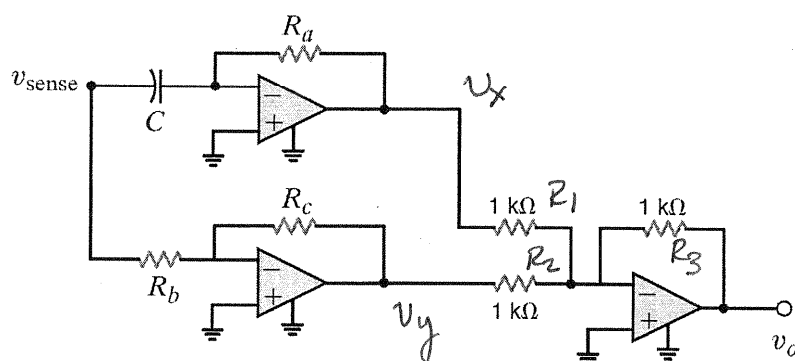 R_a
v_sense
C
−
+
v_x
R_c
1 kΩ R_1
1 kΩ
R_3
R_b
−
+
R_2
1 kΩ
v_y
−
+
v_o